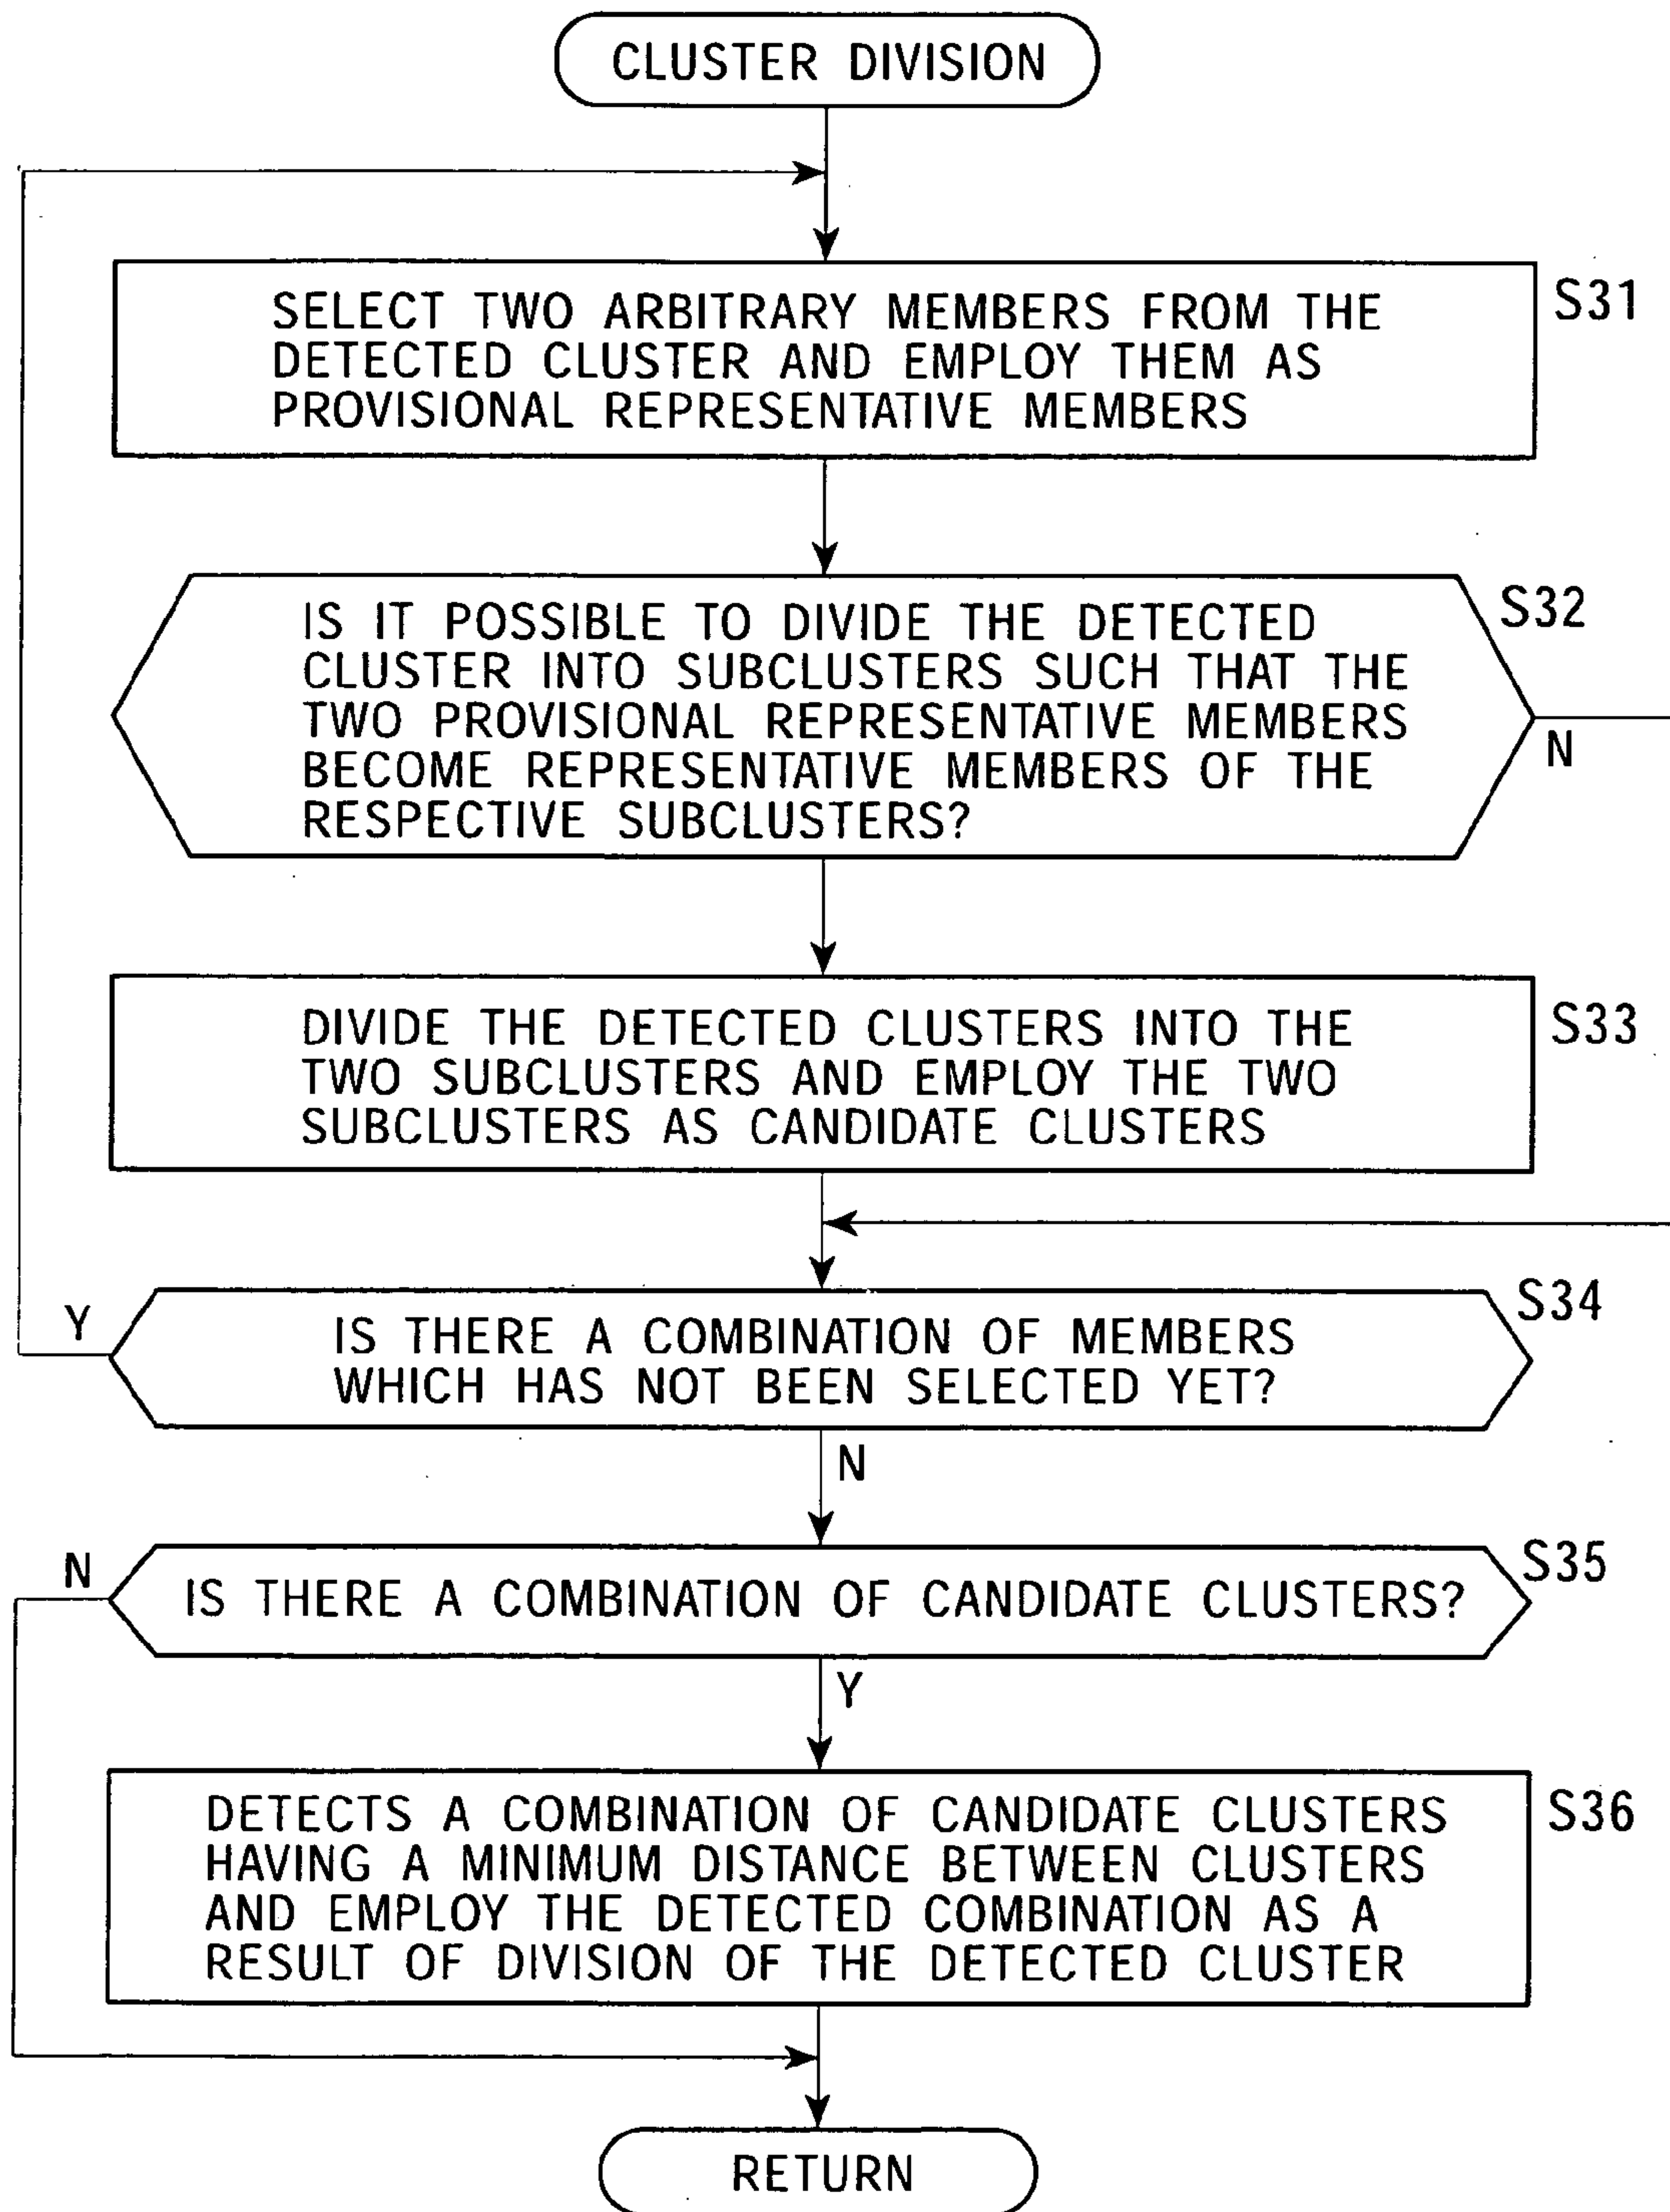 CLUSTER DIVISION
SELECT TWO ARBITRARY MEMBERS FROM THE
DETECTED CLUSTER AND EMPLOY THEM AS
PROVISIONAL REPRESENTATIVE MEMBERS
S31
IS IT POSSIBLE TO DIVIDE THE DETECTED
CLUSTER INTO SUBCLUSTERS SUCH THAT THE
TWO PROVISIONAL REPRESENTATIVE MEMBERS
BECOME REPRESENTATIVE MEMBERS OF THE
RESPECTIVE SUBCLUSTERS?
S32
N
DIVIDE THE DETECTED CLUSTERS INTO THE
TWO SUBCLUSTERS AND EMPLOY THE TWO
SUBCLUSTERS AS CANDIDATE CLUSTERS
S33
Y
IS THERE A COMBINATION OF MEMBERS
WHICH HAS NOT BEEN SELECTED YET?
S34
N
N
IS THERE A COMBINATION OF CANDIDATE CLUSTERS?
S35
Y
DETECTS A COMBINATION OF CANDIDATE CLUSTERS
HAVING A MINIMUM DISTANCE BETWEEN CLUSTERS
AND EMPLOY THE DETECTED COMBINATION AS A
RESULT OF DIVISION OF THE DETECTED CLUSTER
S36
RETURN